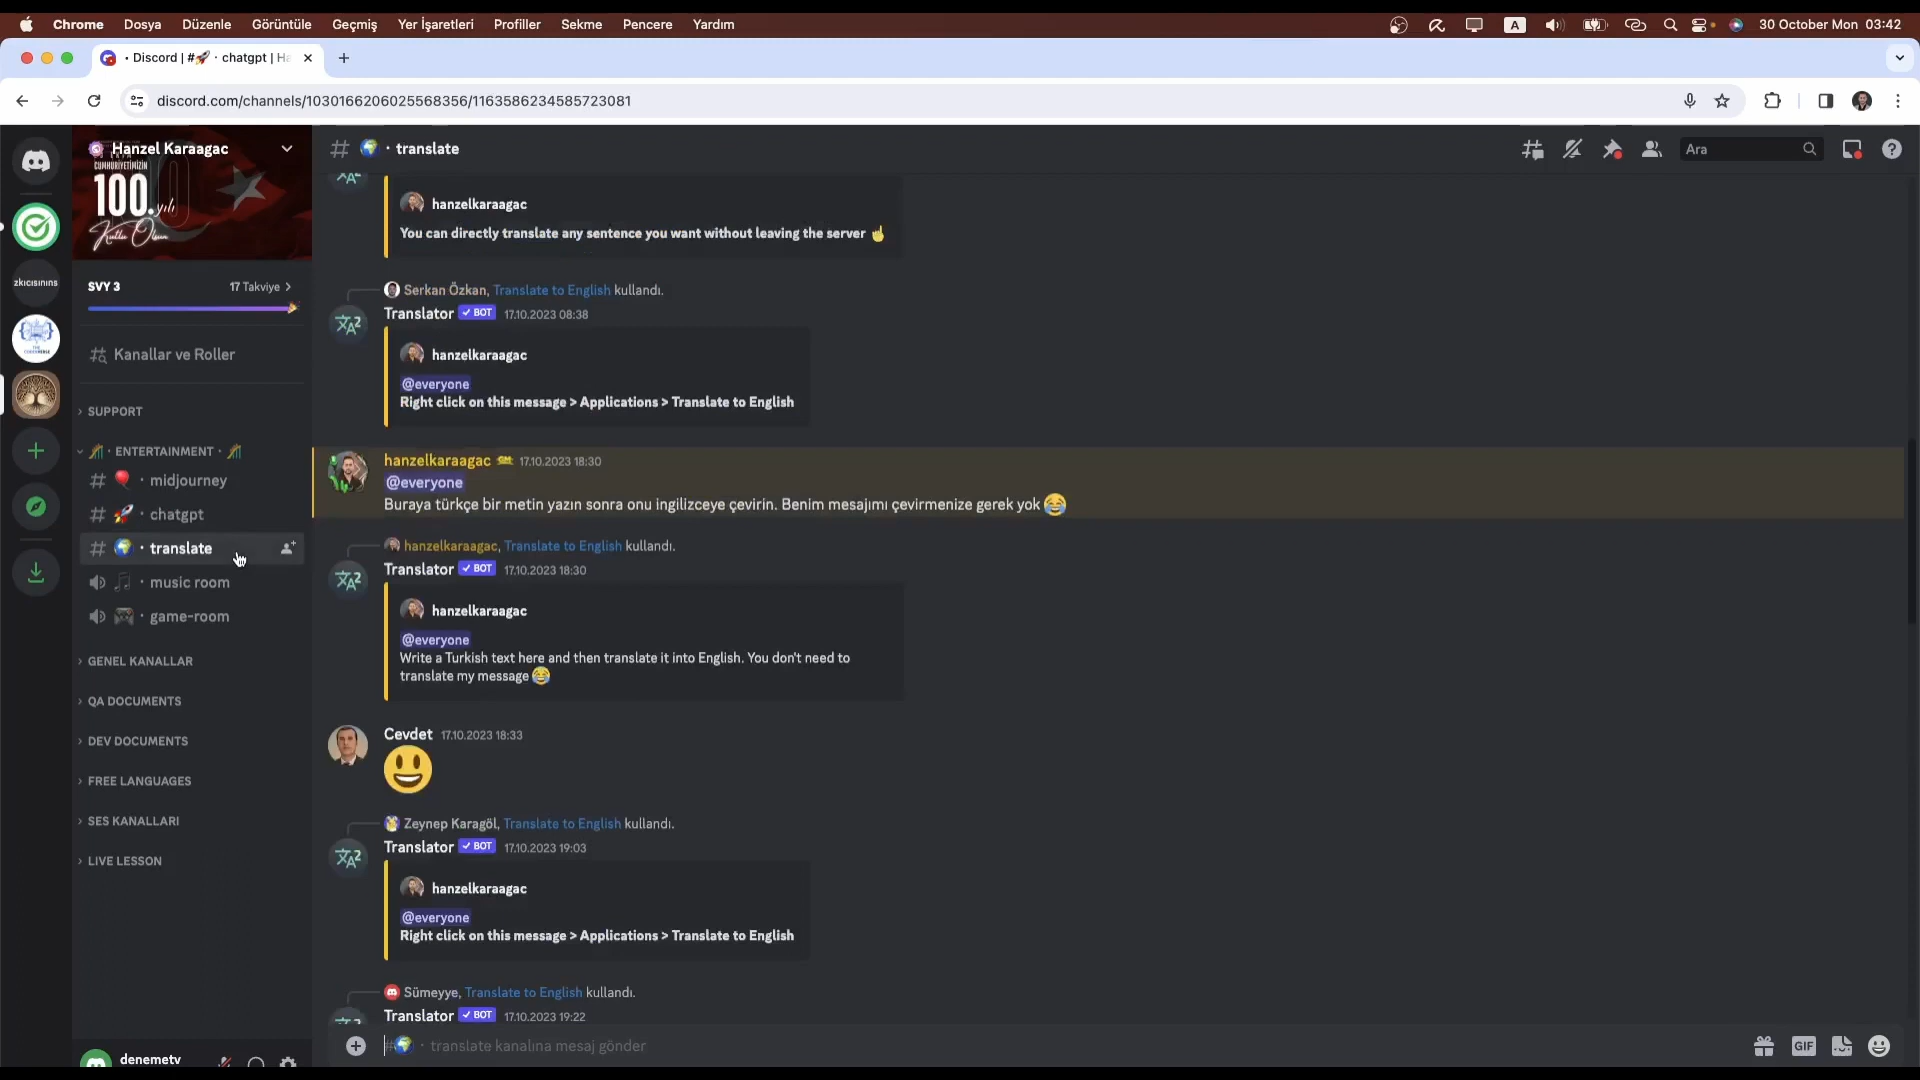 Chrome Dosya Düzenle Görüntüle Geçmiş Yer İşaretleri Profiller Sekme Pencere Yardım
A 30 October Mon 03:42
• Discord | #🚀 · chatgpt | Ha
discord.com/channels/1030166206025568356/1163586234585723081
Hanzel Karaagac
CUMHURİYETİMİZİN
100. yılı
Kutlu Olsun
SVY 3 17 Takviye
Kanallar ve Roller
SUPPORT
· ENTERTAINMENT ·
# 🎈 · midjourney
# 🚀 · chatgpt
# 🌍 · translate
🎵 · music room
🎮 · game-room
GENEL KANALLAR
QA DOCUMENTS
DEV DOCUMENTS
FREE LANGUAGES
SES KANALLARI
LIVE LESSON
denemetv
# 🌍 · translate
Ara
hanzelkaraagac
You can directly translate any sentence you want without leaving the server ☝️
Serkan Özkan, Translate to English kullandı.
Translator ✓ BOT 17.10.2023 08:38
hanzelkaraagac
@everyone
Right click on this message > Applications > Translate to English
hanzelkaraagac 17.10.2023 18:30
@everyone
Buraya türkçe bir metin yazın sonra onu ingilizceye çevirin. Benim mesajımı çevirmenize gerek yok 😂
hanzelkaraagac, Translate to English kullandı.
Translator ✓ BOT 17.10.2023 18:30
hanzelkaraagac
@everyone
Write a Turkish text here and then translate it into English. You don't need to
translate my message 😂
Cevdet 17.10.2023 18:33
😃
Zeynep Karagöl, Translate to English kullandı.
Translator ✓ BOT 17.10.2023 19:03
hanzelkaraagac
@everyone
Right click on this message > Applications > Translate to English
Sümeyye, Translate to English kullandı.
Translator ✓ BOT 17.10.2023 19:22
#🌍 · translate kanalına mesaj gönder
GIF